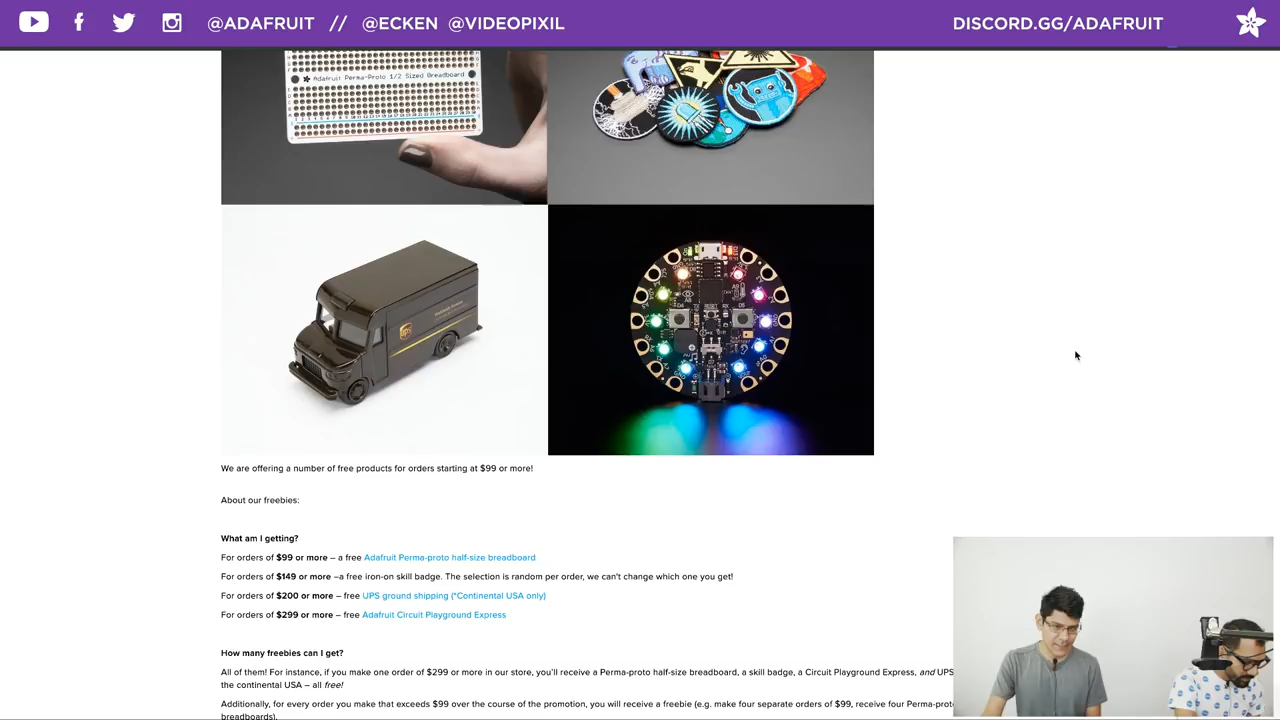 @ADAFRUIT // @ECKEN @VIDEOPIXIL
DISCORD.GG/ADAFRUIT
Adafruit Perma-Proto 1/2 Sized Breadboard
ups
We are offering a number of free products for orders starting at $99 or more!
About our freebies:
What am I getting?
For orders of $99 or more – a free Adafruit Perma-proto half-size breadboard
For orders of $149 or more –a free iron-on skill badge. The selection is random per order, we can't change which one you get!
For orders of $200 or more – free UPS ground shipping (*Continental USA only)
For orders of $299 or more – free Adafruit Circuit Playground Express
How many freebies can I get?
All of them! For instance, if you make one order of $299 or more in our store, you'll receive a Perma-proto half-size breadboard, a skill badge, a Circuit Playground Express, and UPS
the continental USA – all free!
Additionally, for every order you make that exceeds $99 over the course of the promotion, you will receive a freebie (e.g. make four separate orders of $99, receive four Perma-prot
breadboards).